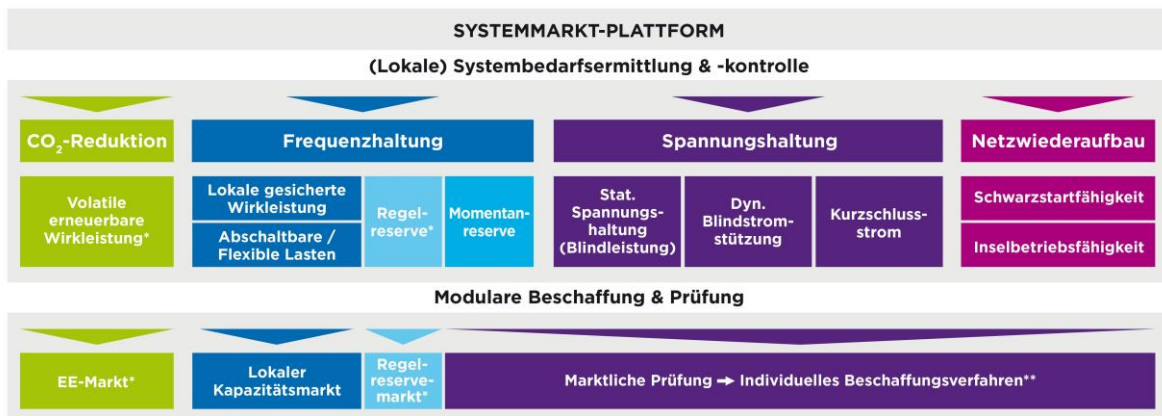 SYSTEMMARKT-PLATTFORM
(Lokale) Systembedarfsermittlung & -kontrolle
CO₂-Reduktion
Frequenzhaltung
Spannungshaltung
Netzwiederaufbau
Volatile
erneuerbare
Wirkleistung*
Lokale gesicherte
Wirkleistung
Abschaltbare /
Flexible Lasten
Regel-
reserve*
Momentan-
reserve
Stat.
Spannungs-
haltung
(Blindleistung)
Dyn.
Blindstrom-
stützung
Kurzschluss-
strom
Schwarzstartfähigkeit
Inselbetriebsfähigkeit
Modulare Beschaffung & Prüfung
EE-Markt*
Lokaler
Kapazitätsmarkt
Regel-
reserve-
markt*
Marktliche Prüfung ➔ Individuelles Beschaffungsverfahren**